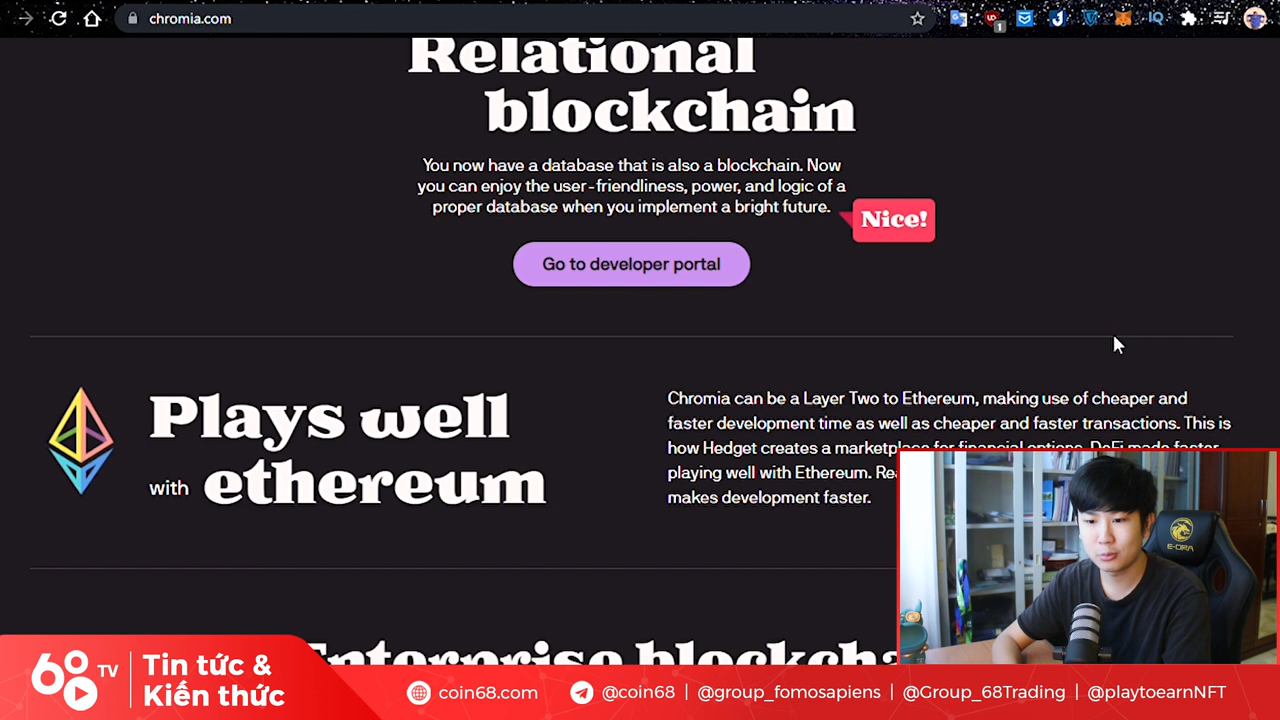 chromia.com
Relational
blockchain
You now have a database that is also a blockchain. Now
you can enjoy the user-friendliness, power, and logic of a
proper database when you implement a bright future.
Nice!
Go to developer portal
Plays well
with ethereum
Chromia can be a Layer Two to Ethereum, making use of cheaper and
faster development time as well as cheaper and faster transactions. This is
how Hedget creates a marketplace for financial options. DeFi made faster
playing well with Ethereum.
makes development faster.
E-DRA
Enterprise
68 TV
Tin tức &
Kiến thức
coin68.com | @coin68 | @group_fomosapiens | @Group_68Trading | @playtoearnNFT